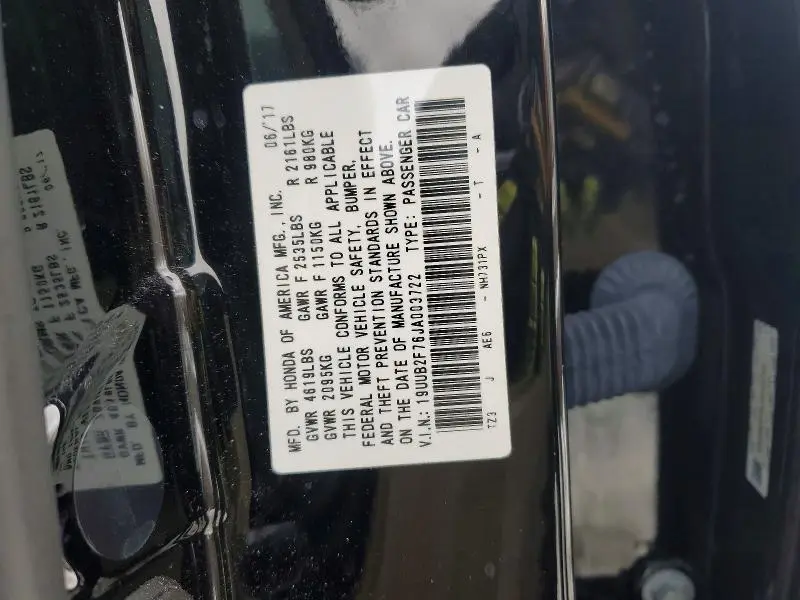 MFD. BY HONDA OF AMERICA MFG., INC. 06/'17
GVWR 4619LBS GAWR F 2535LBS R 2161LBS
GVWR 2095KG GAWR F 1150KG R 980KG
THIS VEHICLE CONFORMS TO ALL APPLICABLE
FEDERAL MOTOR VEHICLE SAFETY, BUMPER,
AND THEFT PREVENTION STANDARDS IN EFFECT
ON THE DATE OF MANUFACTURE SHOWN ABOVE.
V.I.N.: 19UUB2F76JA003722 TYPE: PASSENGER CAR
TZ3 J AE6 - NH731PX - T - A